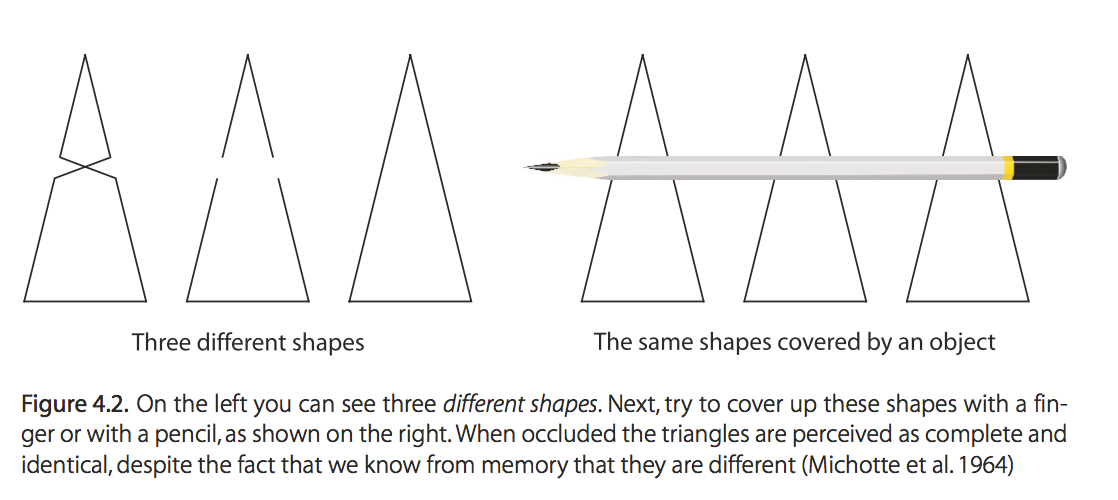 Three different shapes
The same shapes covered by an object
Figure 4.2. On the left you can see three different shapes. Next, try to cover up these shapes with a fin-
ger or with a pencil, as shown on the right. When occluded the triangles are perceived as complete and
identical, despite the fact that we know from memory that they are different (Michotte et al. 1964)